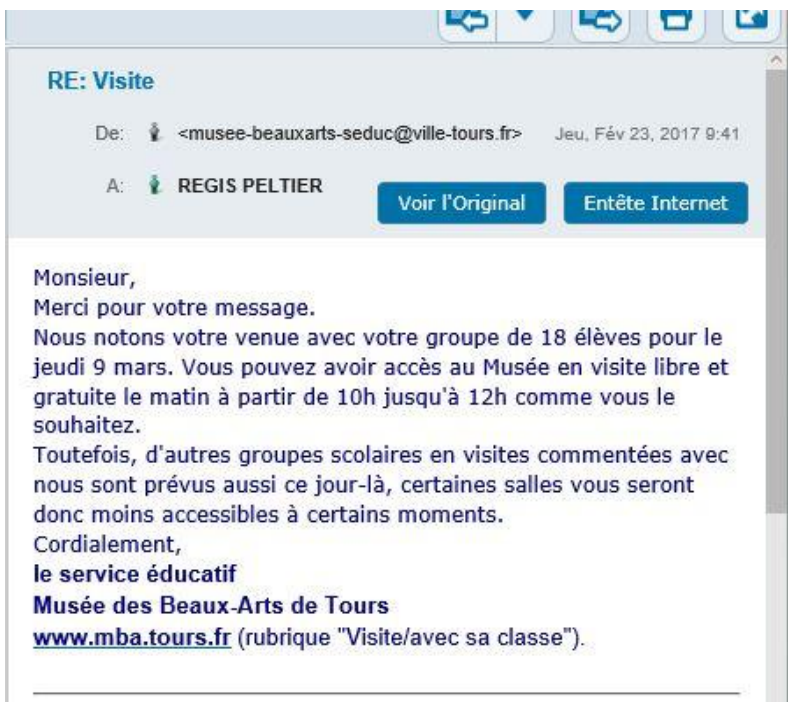 RE: Visite
De: <musee-beauxarts-seduc@ville-tours.fr> Jeu, Fév 23, 2017 9:41
A: REGIS PELTIER
Voir l'Original Entête Internet
Monsieur,
Merci pour votre message.
Nous notons votre venue avec votre groupe de 18 élèves pour le
jeudi 9 mars. Vous pouvez avoir accès au Musée en visite libre et
gratuite le matin à partir de 10h jusqu'à 12h comme vous le
souhaitez.
Toutefois, d'autres groupes scolaires en visites commentées avec
nous sont prévus aussi ce jour-là, certaines salles vous seront
donc moins accessibles à certains moments.
Cordialement,
le service éducatif
Musée des Beaux-Arts de Tours
www.mba.tours.fr (rubrique "Visite/avec sa classe").